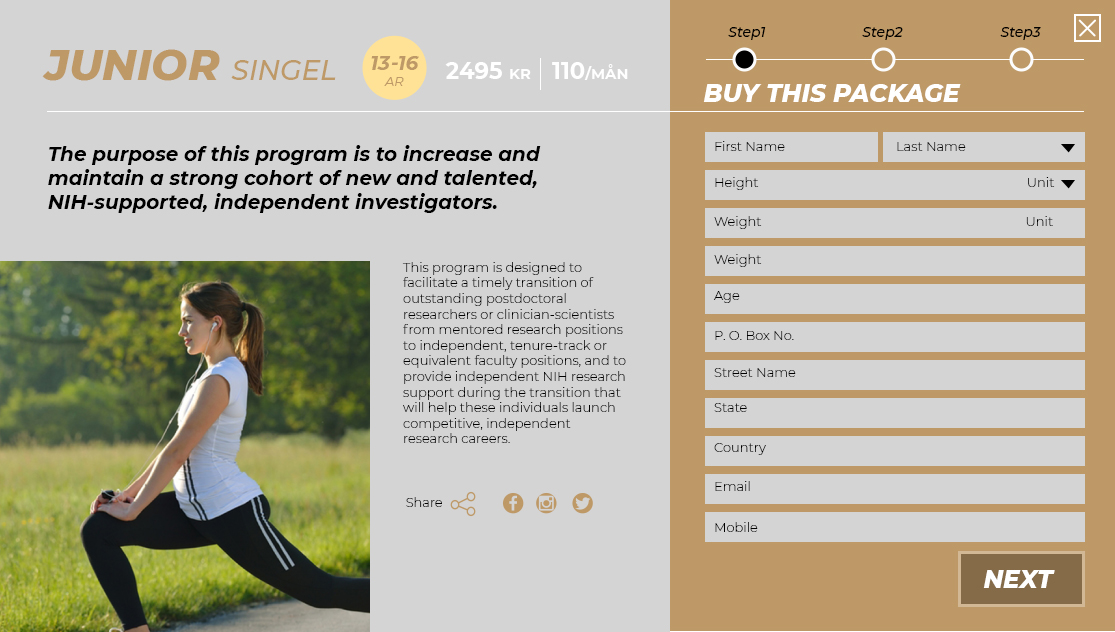 JUNIOR SINGEL
13-16
AR
2495 KR
110/MÅN
The purpose of this program is to increase and
maintain a strong cohort of new and talented,
NIH-supported, independent investigators.
This program is designed to
facilitate a timely transition of
outstanding postdoctoral
researchers or clinician-scientists
from mentored research positions
to independent, tenure-track or
equivalent faculty positions, and to
provide independent NIH research
support during the transition that
will help these individuals launch
competitive, independent
research careers.
Share
Step1 Step2 Step3
BUY THIS PACKAGE
First Name Last Name
Height Unit
Weight Unit
Weight
Age
P. O. Box No.
Street Name
State
Country
Email
Mobile
NEXT